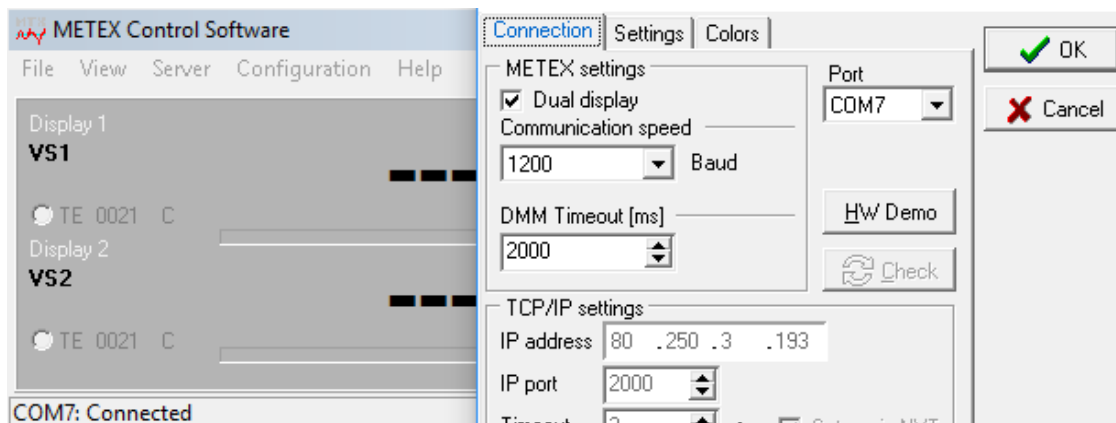 METEX Control Software
File View Server Configuration Help
Display 1
VS1
TE 0021 C
Display 2
VS2
TE 0021 C
COM7: Connected
Connection Settings Colors
METEX settings
Dual display
Communication speed
1200 Baud
DMM Timeout [ms]
2000
Port
COM7
HW Demo
Check
OK
Cancel
TCP/IP settings
IP address 80 .250 .3 .193
IP port 2000
Timeout